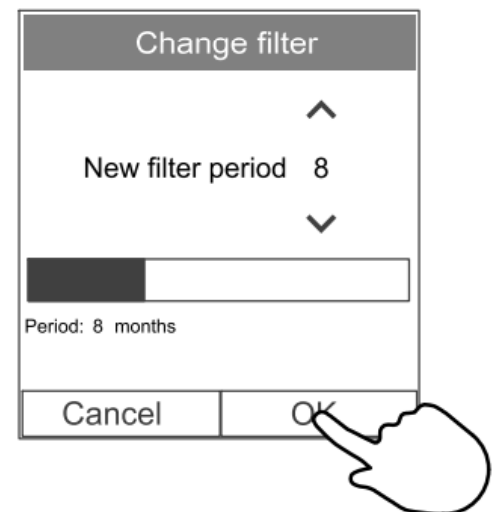 Change filter
New filter period 8
Period: 8 months
Cancel OK